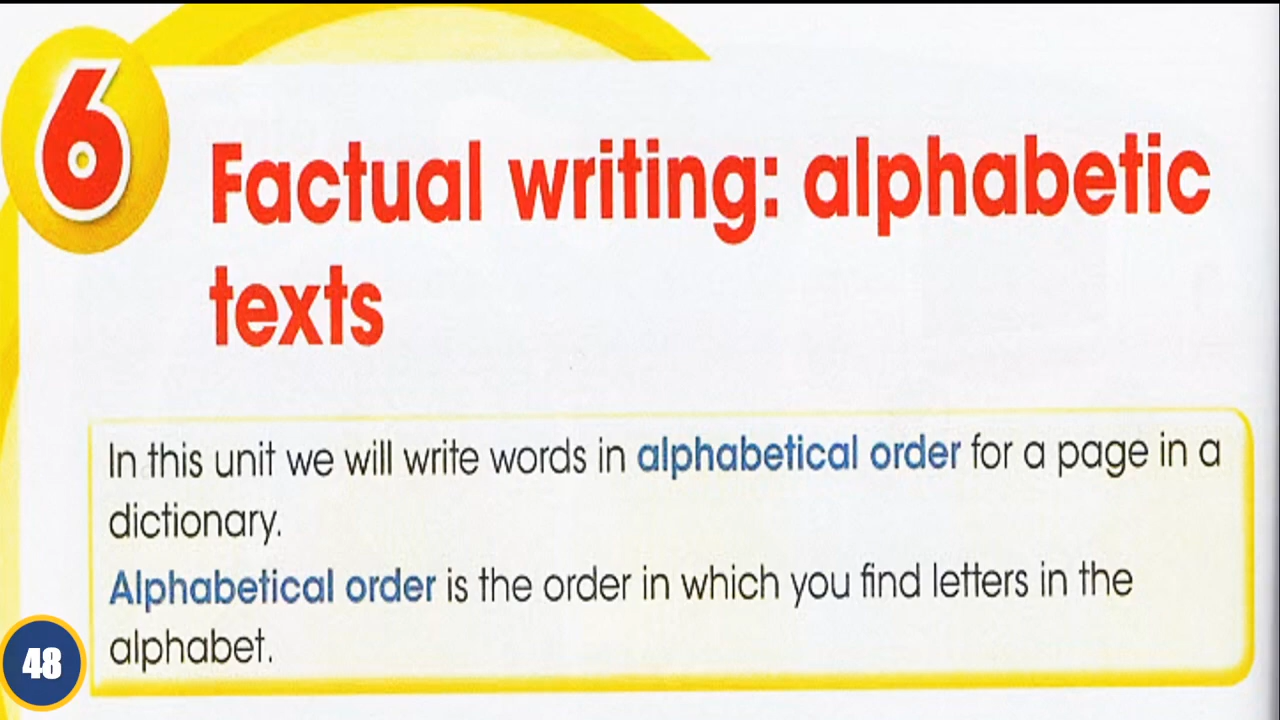 6
Factual writing: alphabetic
texts
In this unit we will write words in alphabetical order for a page in a
dictionary.
Alphabetical order is the order in which you find letters in the
alphabet.
48